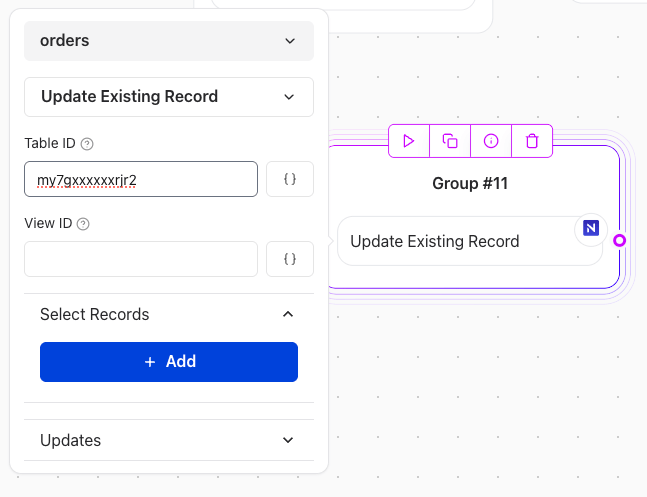 orders
Update Existing Record
Table ID
my7gxxxxxxrjr2
{ }
View ID
{ }
Select Records
+ Add
Updates
Group #11
Update Existing Record
N